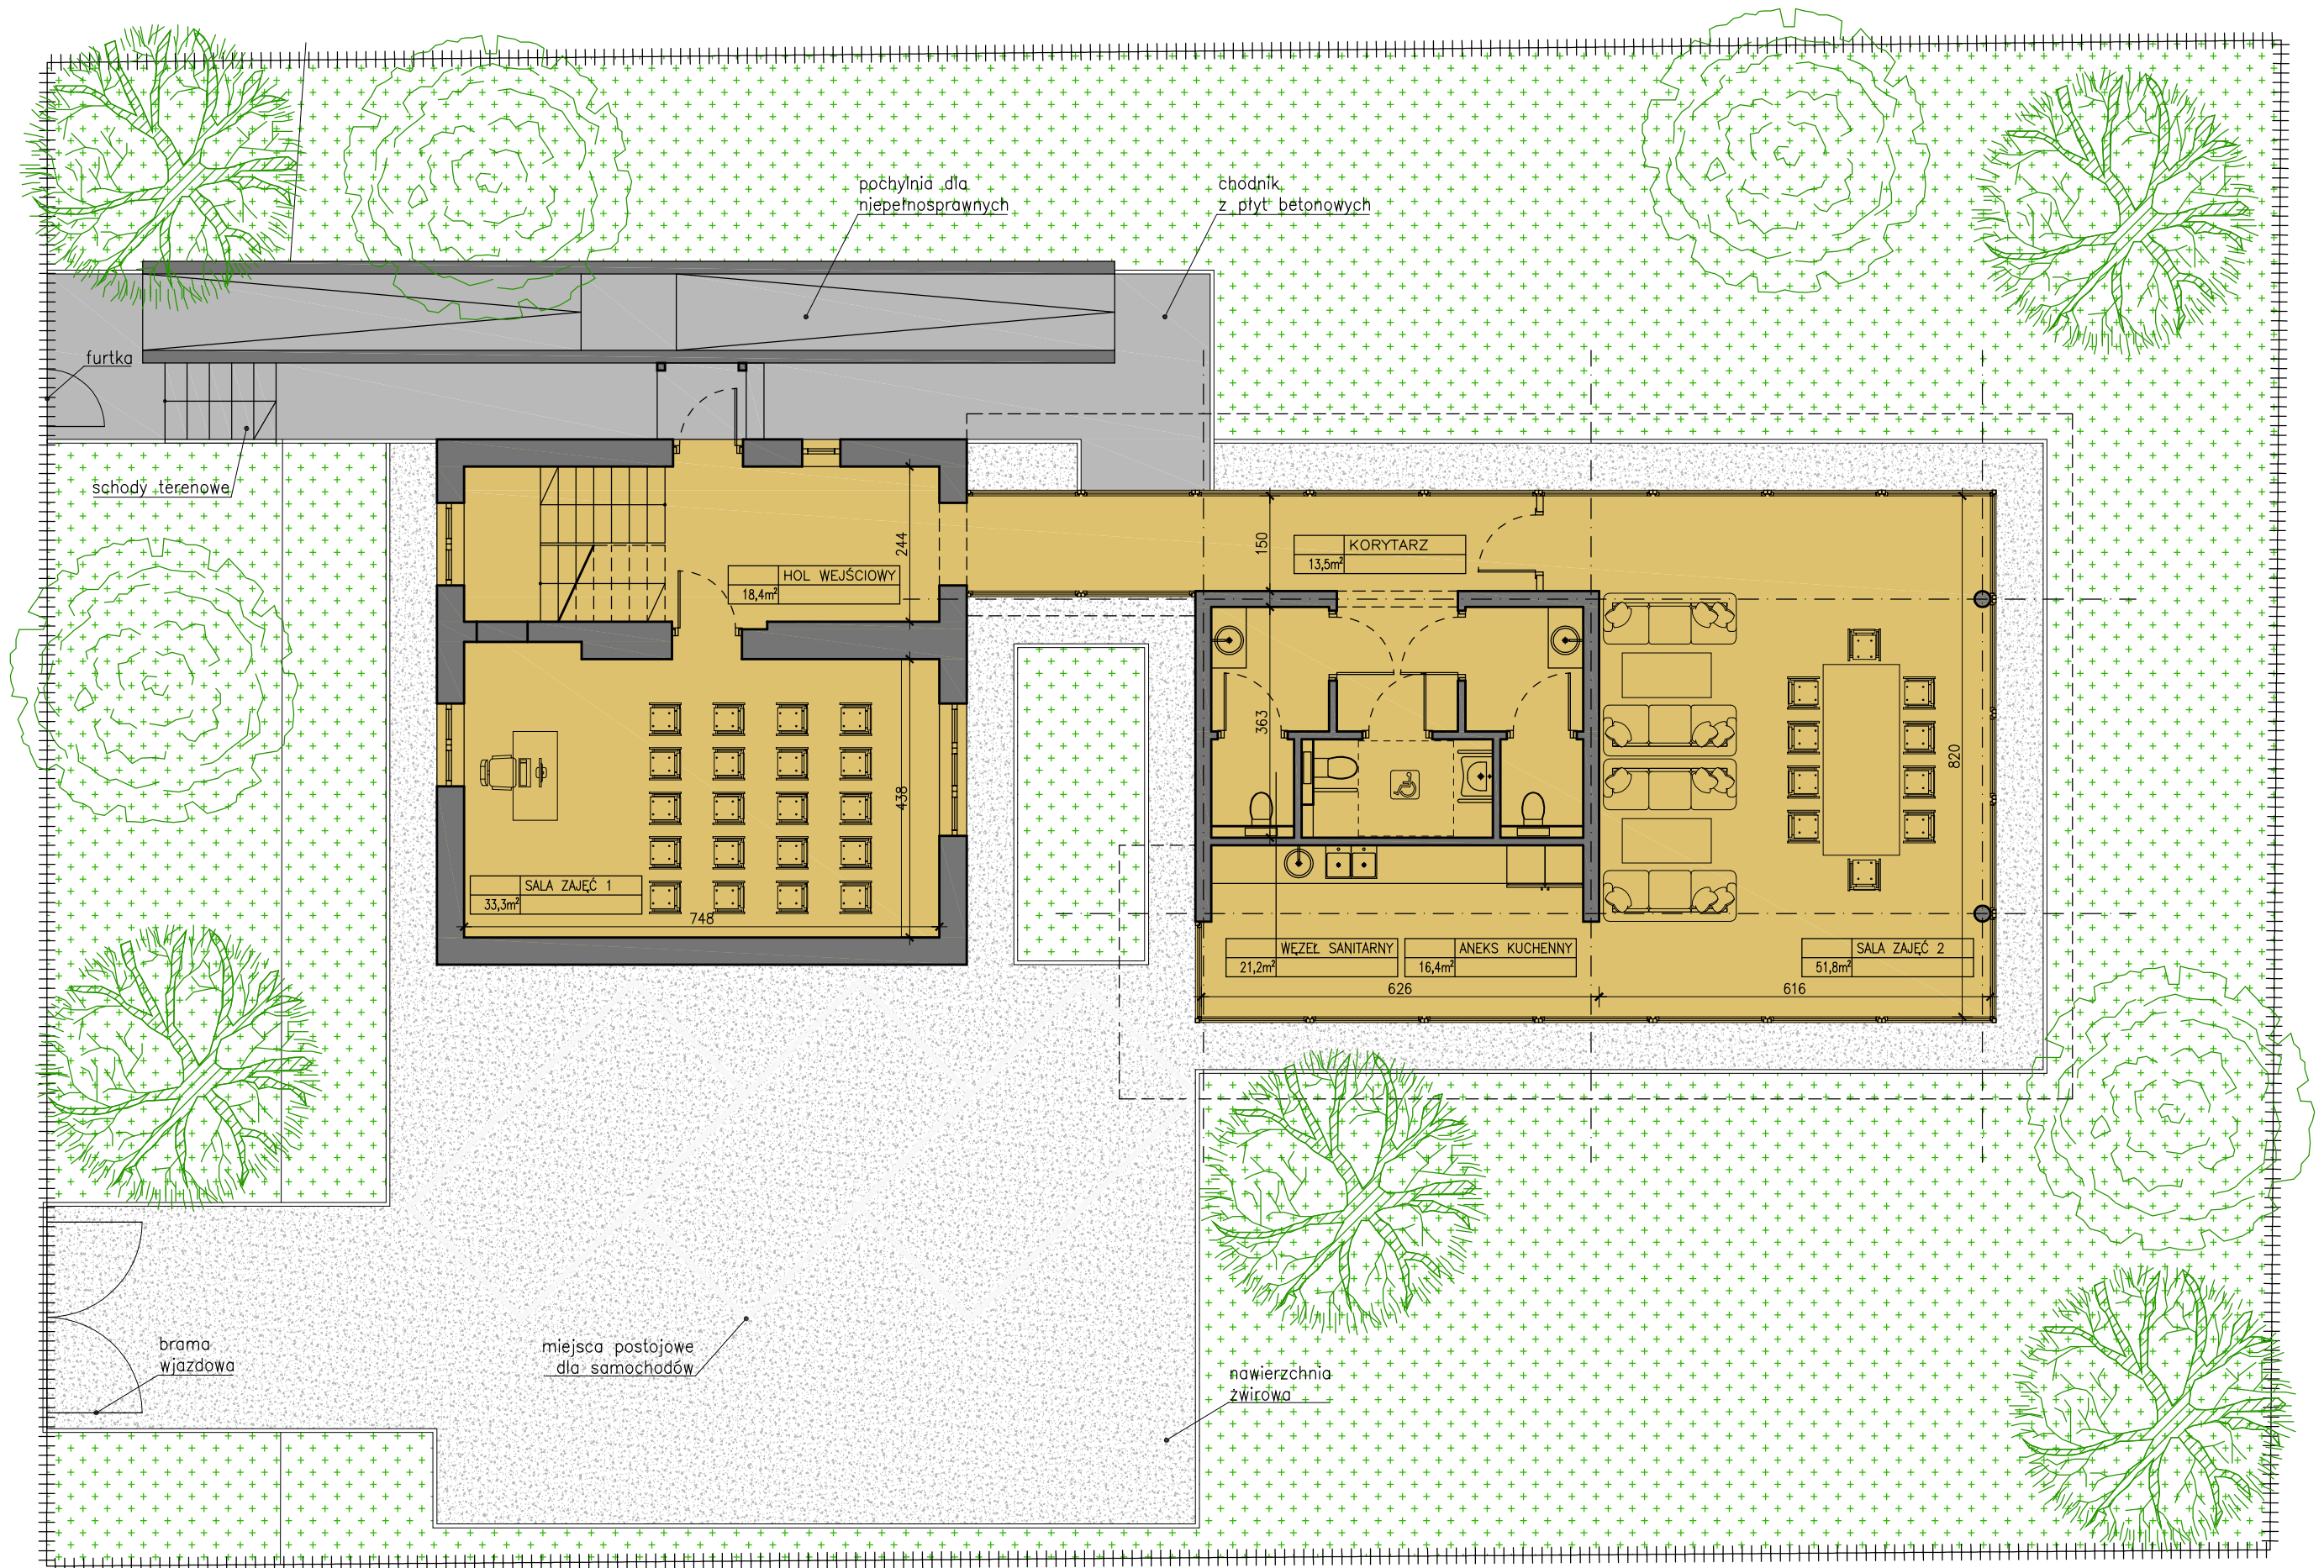 pochylnia dla
niepełnosprawnych
chodnik
z płyt betonowych
furtka
schody terenowe
244
HOL WEJŚCIOWY
18,4m²
150
KORYTARZ
13,5m²
363
820
438
SALA ZAJĘĆ 1
33,3m²
748
WĘZEŁ SANITARNY
21,2m²
ANEKS KUCHENNY
16,4m²
SALA ZAJĘĆ 2
51,8m²
626
616
brama
wjazdowa
miejsca postojowe
dla samochodów
nawierzchnia
żwirowa